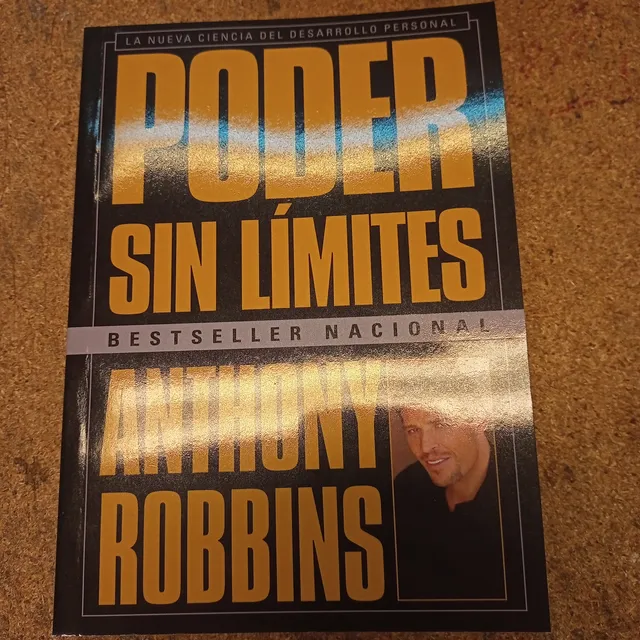 LA NUEVA CIENCIA DEL DESARROLLO PERSONAL
PODER
SIN LÍMITES
BESTSELLER NACIONAL
ANTHONY
ROBBINS